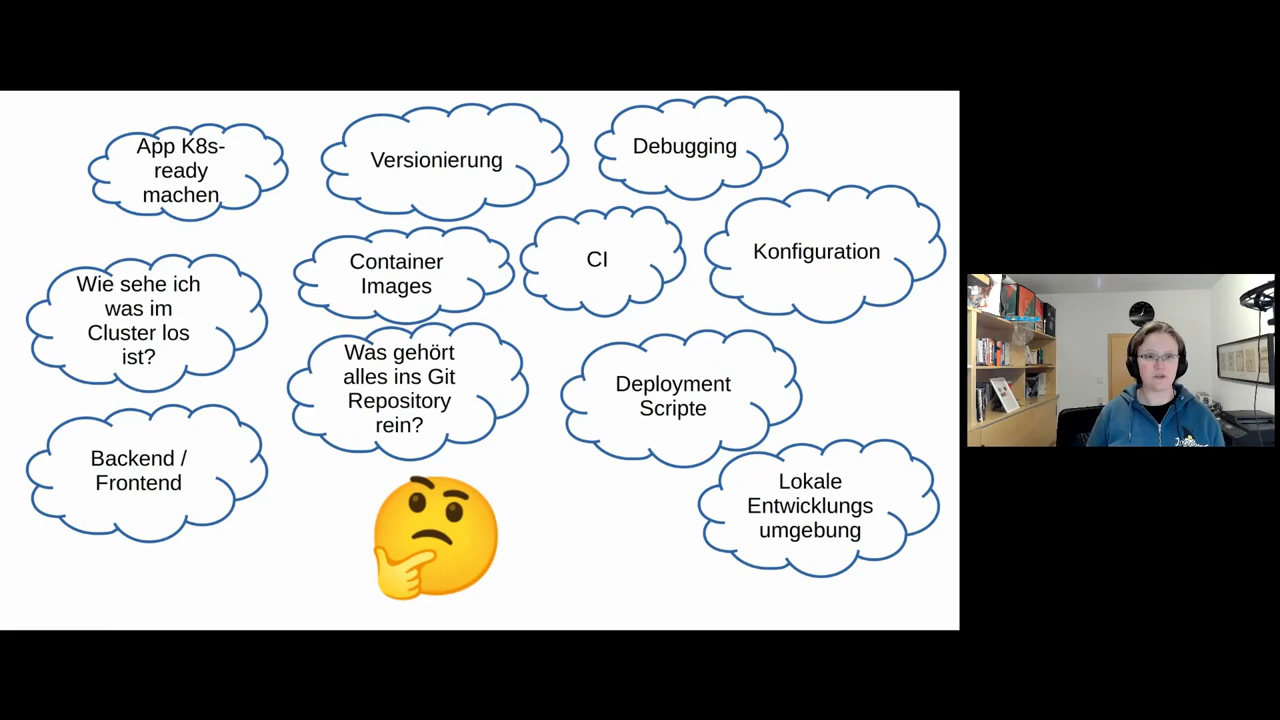 App K8s-
ready
machen
Versionierung
Debugging
Wie sehe ich
was im
Cluster los
ist?
Container
Images
CI
Konfiguration
Was gehört
alles ins Git
Repository
rein?
Deployment
Scripte
Backend /
Frontend
Lokale
Entwicklungs
umgebung